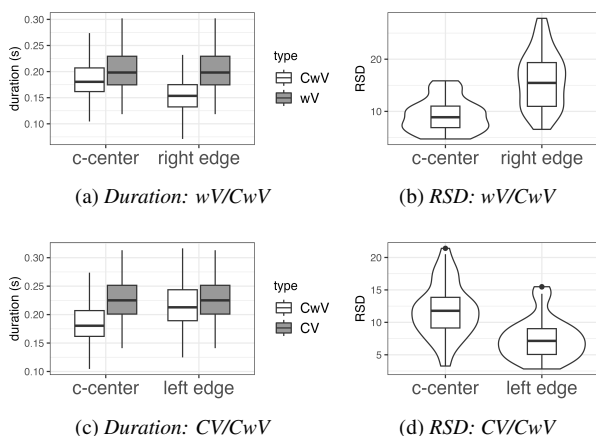 0.30
0.25
0.20
0.15
0.10
duration (s)
c-center right edge
type
CwV
wV
(a) Duration: wV/CwV
20
10
RSD
c-center right edge
(b) RSD: wV/CwV
0.30
0.25
0.20
0.15
0.10
duration (s)
c-center left edge
type
CwV
CV
(c) Duration: CV/CwV
20
15
10
5
RSD
c-center left edge
(d) RSD: CV/CwV